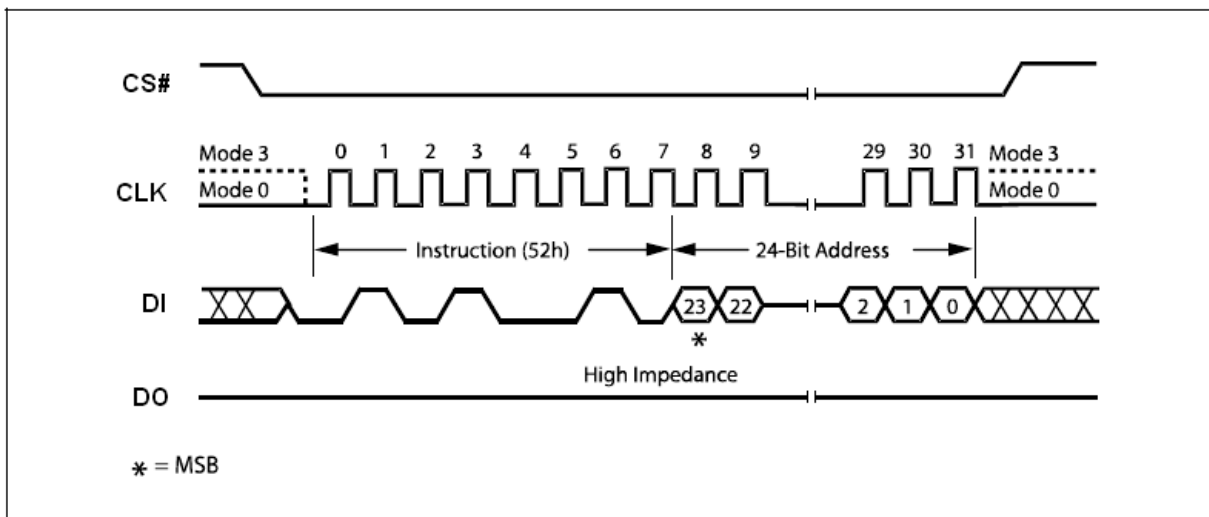 CS#
Mode 3 0 1 2 3 4 5 6 7 8 9 29 30 31 Mode 3
CLK Mode 0 Mode 0
Instruction (52h) 24-Bit Address
DI 23 22 2 1 0
*
High Impedance
DO
* = MSB